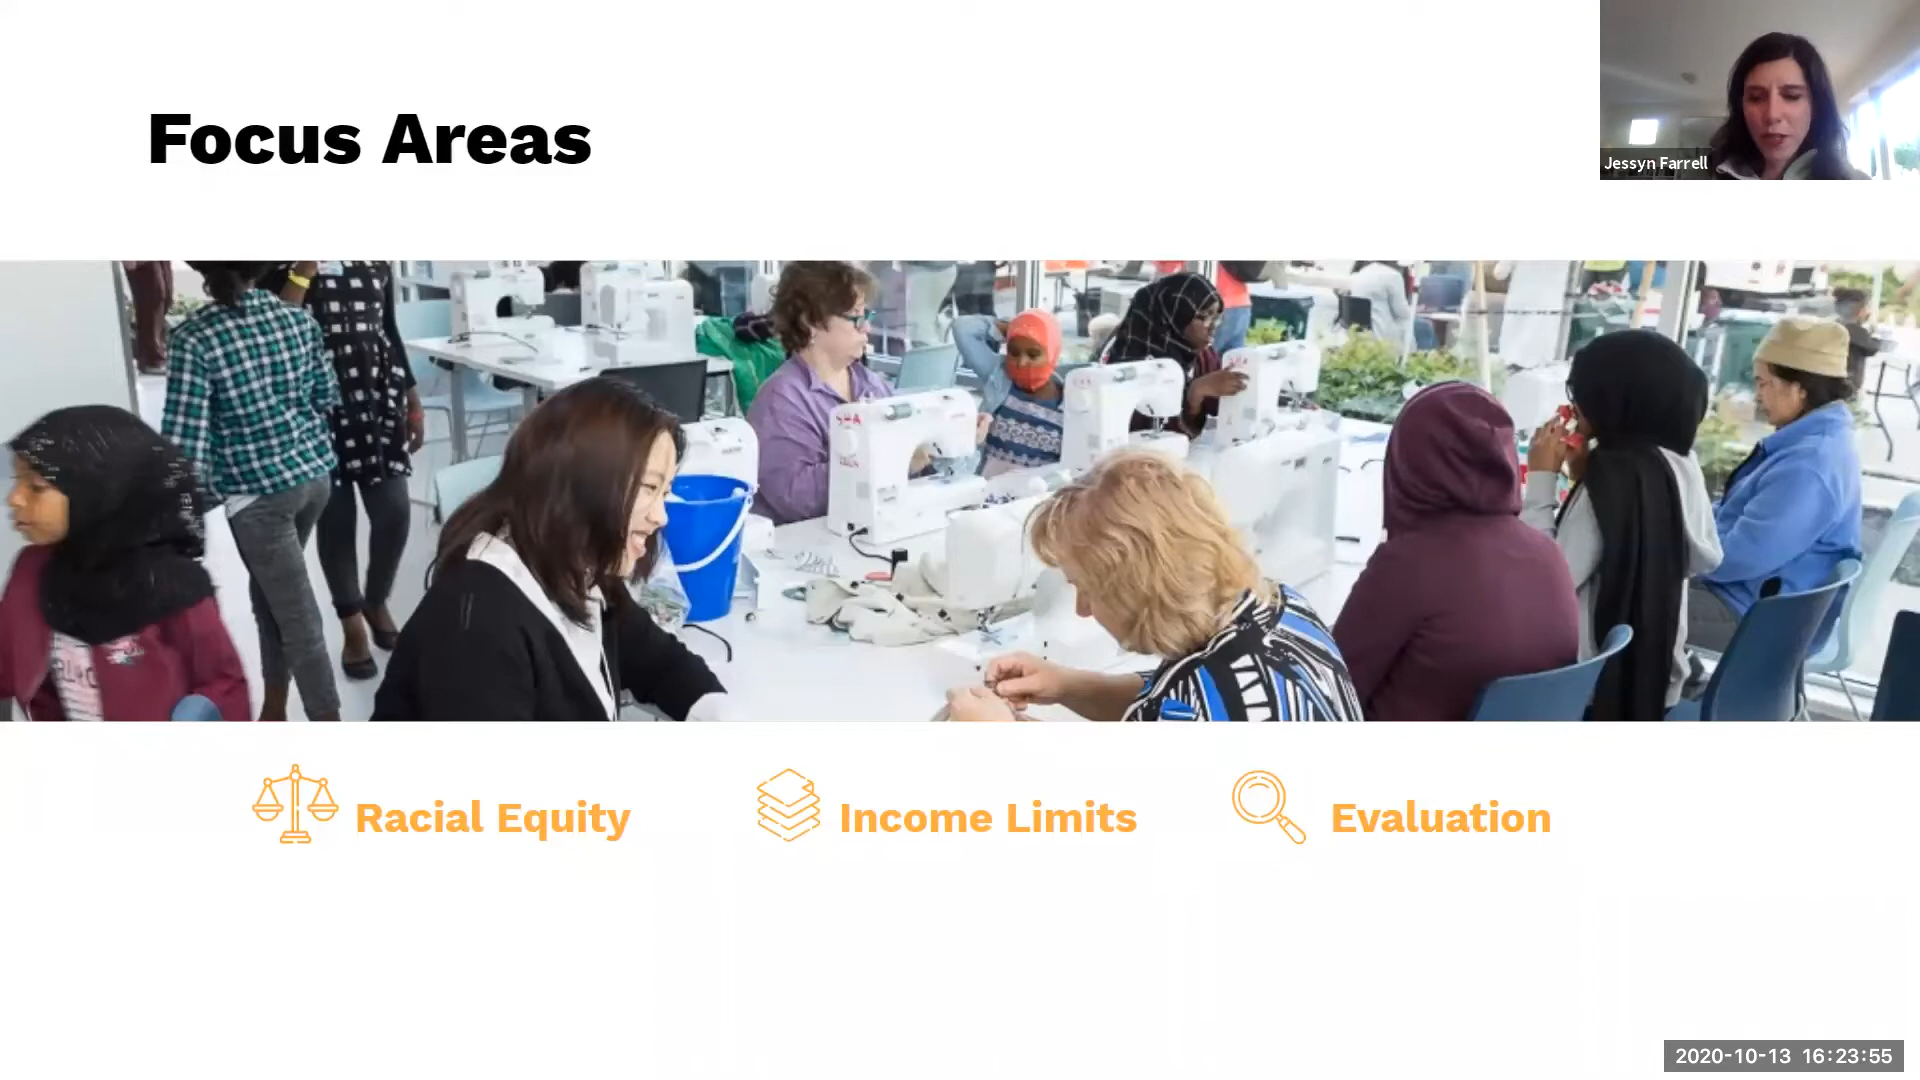 Focus Areas
Jessyn Farrell
Racial Equity
Income Limits
Evaluation
2020-10-13 16:23:55